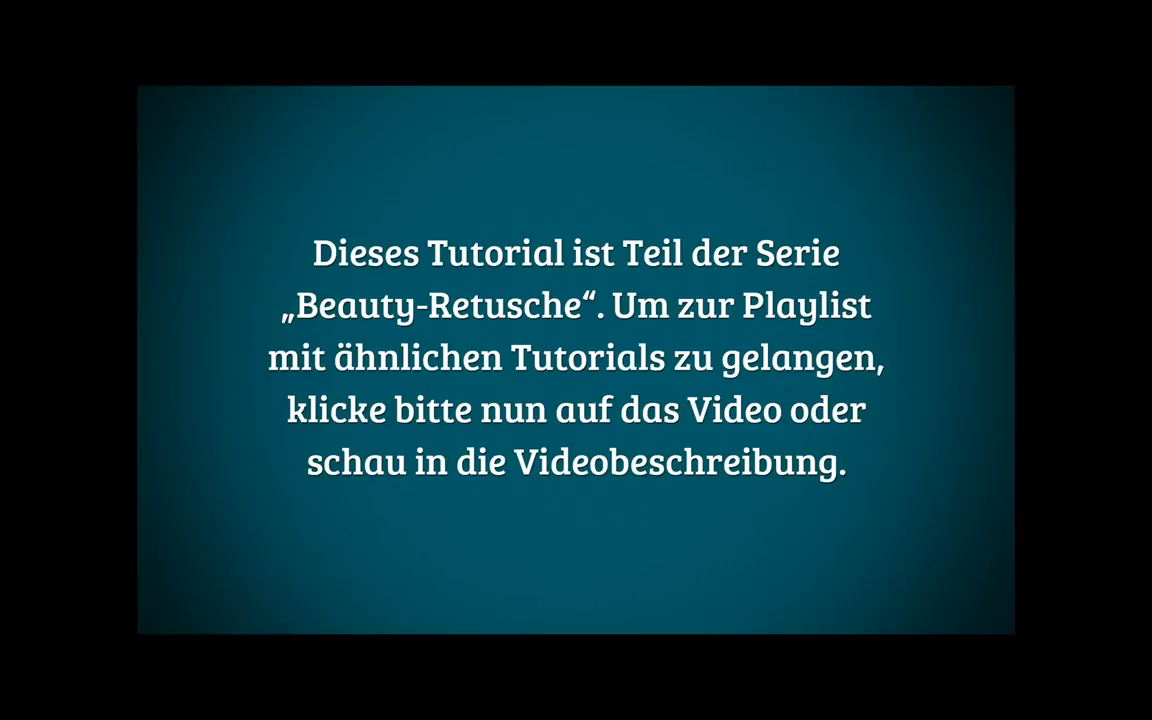 Dieses Tutorial ist Teil der Serie
„Beauty-Retusche“. Um zur Playlist
mit ähnlichen Tutorials zu gelangen,
klicke bitte nun auf das Video oder
schau in die Videobeschreibung.